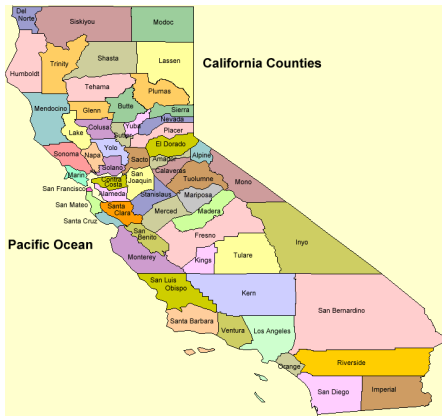 Del
Norte
Siskiyou
Modoc
Trinity
Shasta
Lassen
Humboldt
California Counties
Tehama
Plumas
Mendocino
Glenn
Butte
Sierra
Lake
Colusa
Yuba
Nevada
Sutter
Placer
Sonoma
Napa
Yolo
El Dorado
Solano
Sacto
Amador
Alpine
Marin
Calaveras
San Francisco
Contra
Costa
San
Joaquin
Tuolumne
Mono
Alameda
Stanislaus
San Mateo
Santa
Clara
Mariposa
Santa Cruz
Merced
Madera
Pacific Ocean
San
Benito
Fresno
Inyo
Monterey
Kings
Tulare
San Luis
Obiapo
Kern
San Bernardino
Santa Barbara
Ventura
Los Angeles
Orange
Riverside
San Diego
Imperial